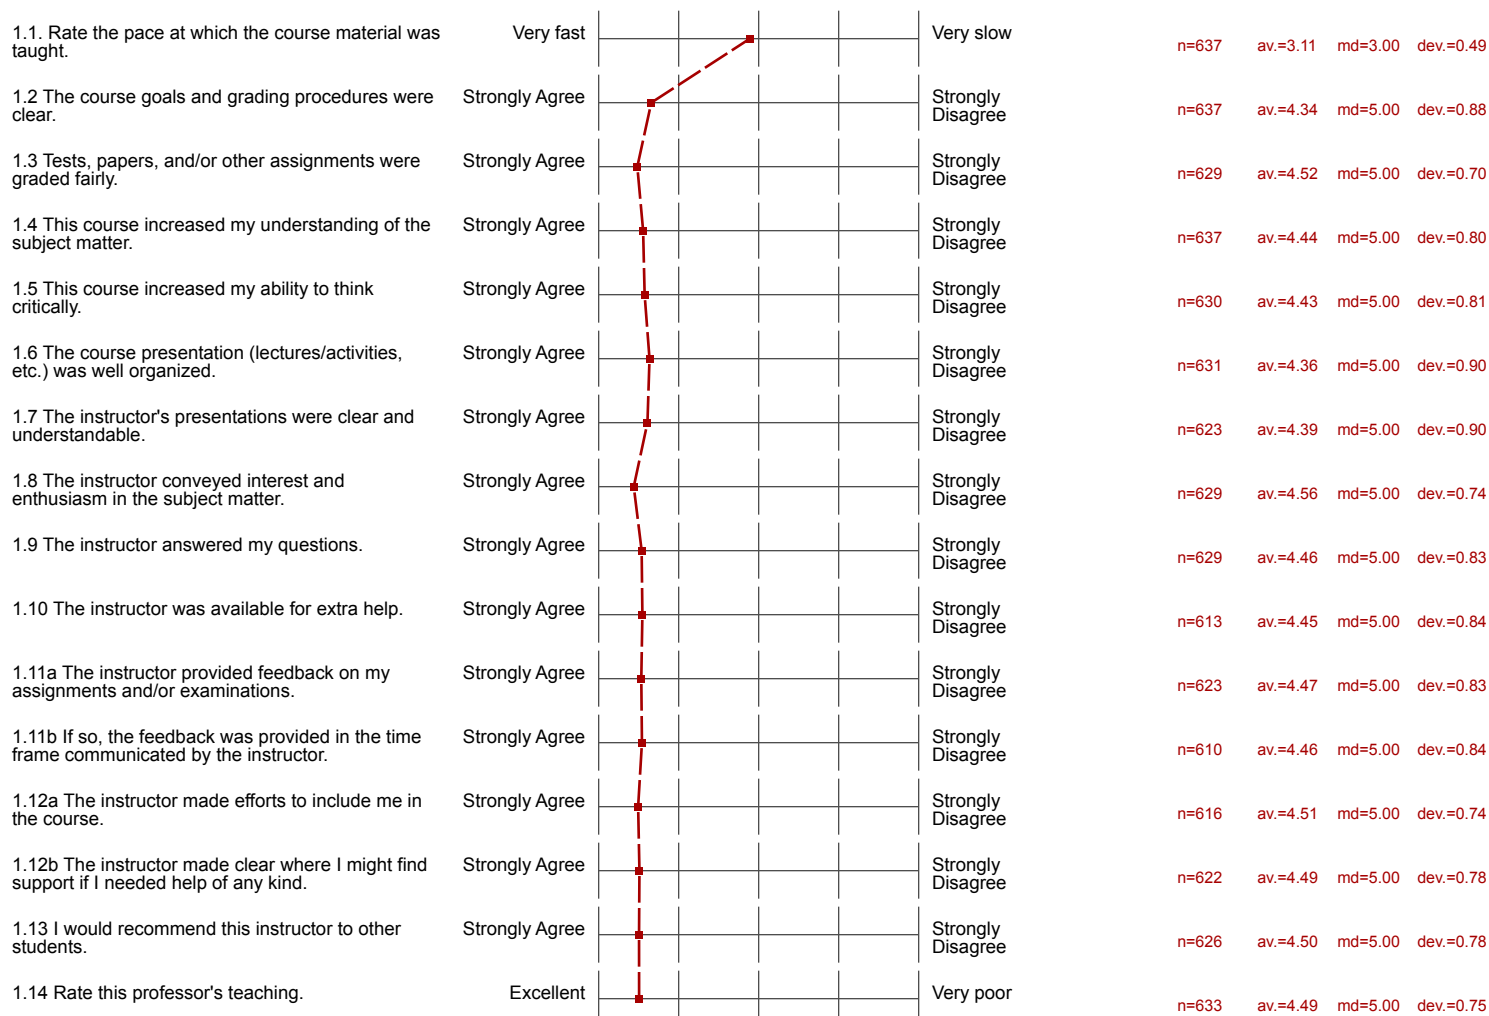 1.1. Rate the pace at which the course material was
taught.
Very fast
Very slow
n=637 av.=3.11 md=3.00 dev.=0.49
1.2 The course goals and grading procedures were
clear.
Strongly Agree
Strongly
Disagree
n=637 av.=4.34 md=5.00 dev.=0.88
1.3 Tests, papers, and/or other assignments were
graded fairly.
Strongly Agree
Strongly
Disagree
n=629 av.=4.52 md=5.00 dev.=0.70
1.4 This course increased my understanding of the
subject matter.
Strongly Agree
Strongly
Disagree
n=637 av.=4.44 md=5.00 dev.=0.80
1.5 This course increased my ability to think
critically.
Strongly Agree
Strongly
Disagree
n=630 av.=4.43 md=5.00 dev.=0.81
1.6 The course presentation (lectures/activities,
etc.) was well organized.
Strongly Agree
Strongly
Disagree
n=631 av.=4.36 md=5.00 dev.=0.90
1.7 The instructor's presentations were clear and
understandable.
Strongly Agree
Strongly
Disagree
n=623 av.=4.39 md=5.00 dev.=0.90
1.8 The instructor conveyed interest and
enthusiasm in the subject matter.
Strongly Agree
Strongly
Disagree
n=629 av.=4.56 md=5.00 dev.=0.74
1.9 The instructor answered my questions.
Strongly Agree
Strongly
Disagree
n=629 av.=4.46 md=5.00 dev.=0.83
1.10 The instructor was available for extra help.
Strongly Agree
Strongly
Disagree
n=613 av.=4.45 md=5.00 dev.=0.84
1.11a The instructor provided feedback on my
assignments and/or examinations.
Strongly Agree
Strongly
Disagree
n=623 av.=4.47 md=5.00 dev.=0.83
1.11b If so, the feedback was provided in the time
frame communicated by the instructor.
Strongly Agree
Strongly
Disagree
n=610 av.=4.46 md=5.00 dev.=0.84
1.12a The instructor made efforts to include me in
the course.
Strongly Agree
Strongly
Disagree
n=616 av.=4.51 md=5.00 dev.=0.74
1.12b The instructor made clear where I might find
support if I needed help of any kind.
Strongly Agree
Strongly
Disagree
n=622 av.=4.49 md=5.00 dev.=0.78
1.13 I would recommend this instructor to other
students.
Strongly Agree
Strongly
Disagree
n=626 av.=4.50 md=5.00 dev.=0.78
1.14 Rate this professor's teaching.
Excellent
Very poor
n=633 av.=4.49 md=5.00 dev.=0.75